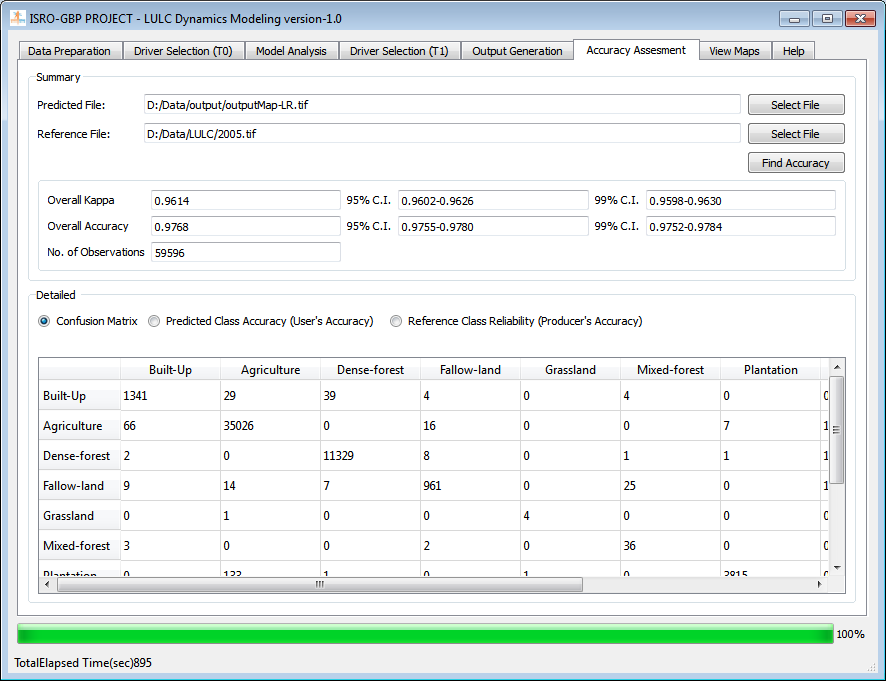 ISRO-GBP PROJECT - LULC Dynamics Modeling version-1.0
Data Preparation Driver Selection (T0) Model Analysis Driver Selection (T1) Output Generation Accuracy Assesment View Maps Help
Summary
Predicted File: D:/Data/output/outputMap-LR.tif Select File
Reference File: D:/Data/LULC/2005.tif Select File
Find Accuracy
Overall Kappa 0.9614 95% C.I. 0.9602-0.9626 99% C.I. 0.9598-0.9630
Overall Accuracy 0.9768 95% C.I. 0.9755-0.9780 99% C.I. 0.9752-0.9784
No. of Observations 59596
Detailed
Confusion Matrix Predicted Class Accuracy (User's Accuracy) Reference Class Reliability (Producer's Accuracy)
Built-Up Agriculture Dense-forest Fallow-land Grassland Mixed-forest Plantation
Built-Up 1341 29 39 4 0 4 0
Agriculture 66 35026 0 16 0 0 7
Dense-forest 2 0 11329 8 0 1 1
Fallow-land 9 14 7 961 0 25 0
Grassland 0 1 0 0 4 0 0
Mixed-forest 3 0 0 2 0 36 0
Plantation 0 133 1 0 1 0 3815
100%
TotalElapsed Time(sec)895